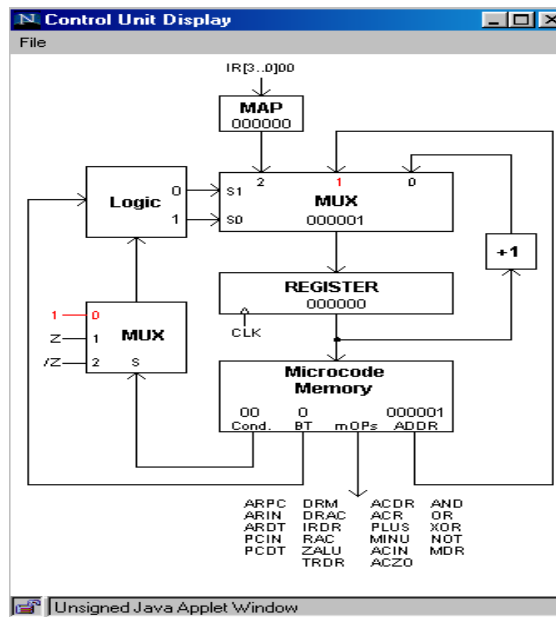 Control Unit Display
File
IR[3..0]00
MAP
000000
2 1 0
S1
MUX
S0
000001
Logic
0
1
+1
REGISTER
000000
CLK
1 0
Z 1
/Z 2
MUX
S
Microcode
Memory
00 0 000001
Cond. BT mOPs ADDR
ARPC DRM ACDR AND
ARIN DRAC ACR OR
ARDT IRDR PLUS XOR
PCIN RAC MINU NOT
PCDT ZALU ACIN MDR
TRDR ACZO
Unsigned Java Applet Window